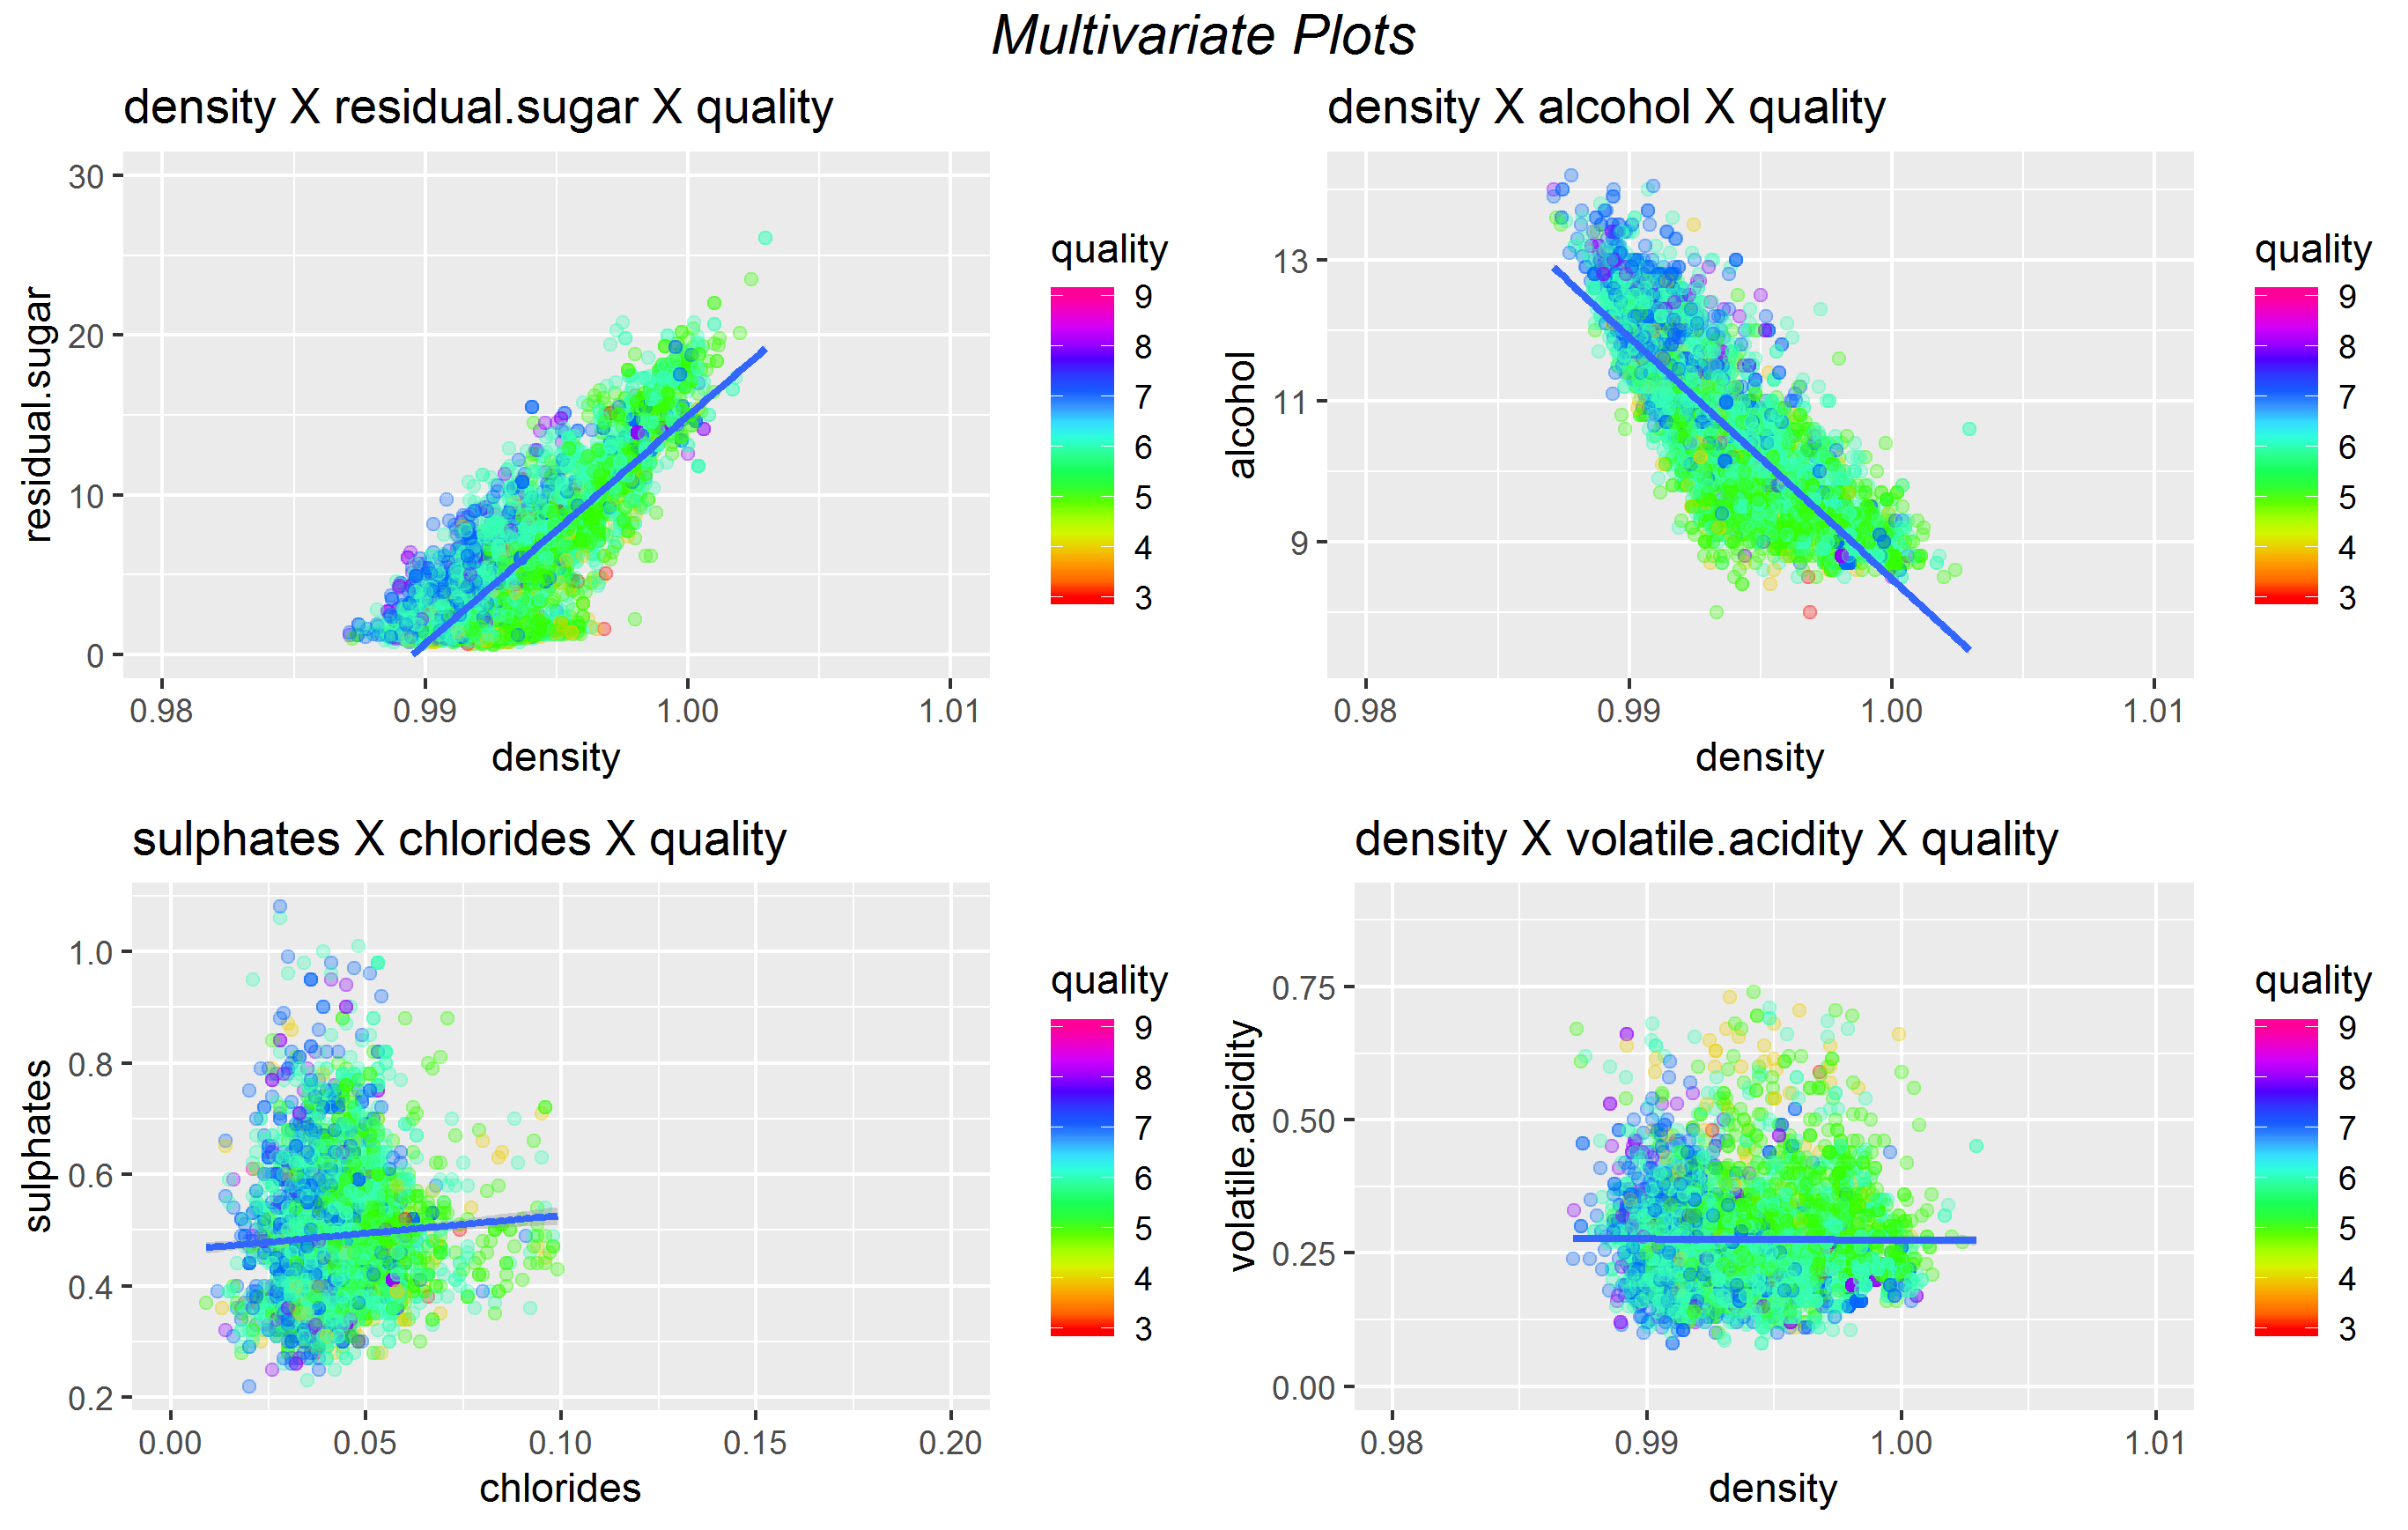 Multivariate Plots
density X residual.sugar X quality
30
20
10
0
residual.sugar
0.98 0.99 1.00 1.01
density
quality
9
8
7
6
5
4
3
density X alcohol X quality
13
11
9
alcohol
0.98 0.99 1.00 1.01
density
quality
9
8
7
6
5
4
3
sulphates X chlorides X quality
1.0
0.8
0.6
0.4
0.2
sulphates
0.00 0.05 0.10 0.15 0.20
chlorides
quality
9
8
7
6
5
4
3
density X volatile.acidity X quality
0.75
0.50
0.25
0.00
volatile.acidity
0.98 0.99 1.00 1.01
density
quality
9
8
7
6
5
4
3